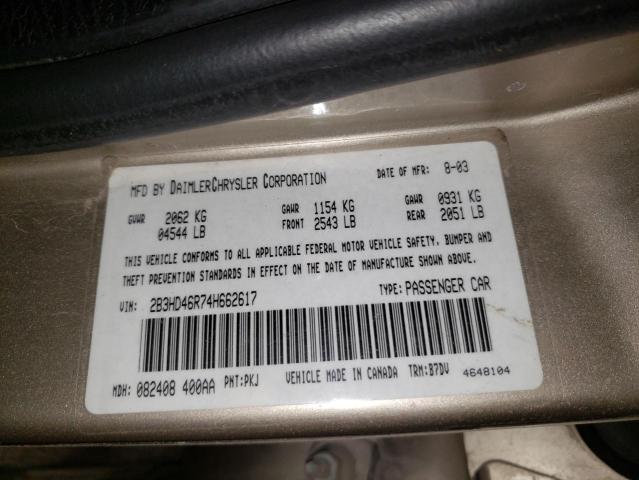 MFD BY DAIMLERCHRYSLER CORPORATION DATE OF MFR: 8-03
GVWR 2062 KG GAWR 1154 KG GAWR 0931 KG
04544 LB FRONT 2543 LB REAR 2051 LB
THIS VEHICLE CONFORMS TO ALL APPLICABLE FEDERAL MOTOR VEHICLE SAFETY, BUMPER AND
THEFT PREVENTION STANDARDS IN EFFECT ON THE DATE OF MANUFACTURE SHOWN ABOVE.
VIN: 2B3HD46R74H662617 TYPE: PASSENGER CAR
MDH: 082408 400AA PNT:PKJ VEHICLE MADE IN CANADA TRM:B7DV 4648104